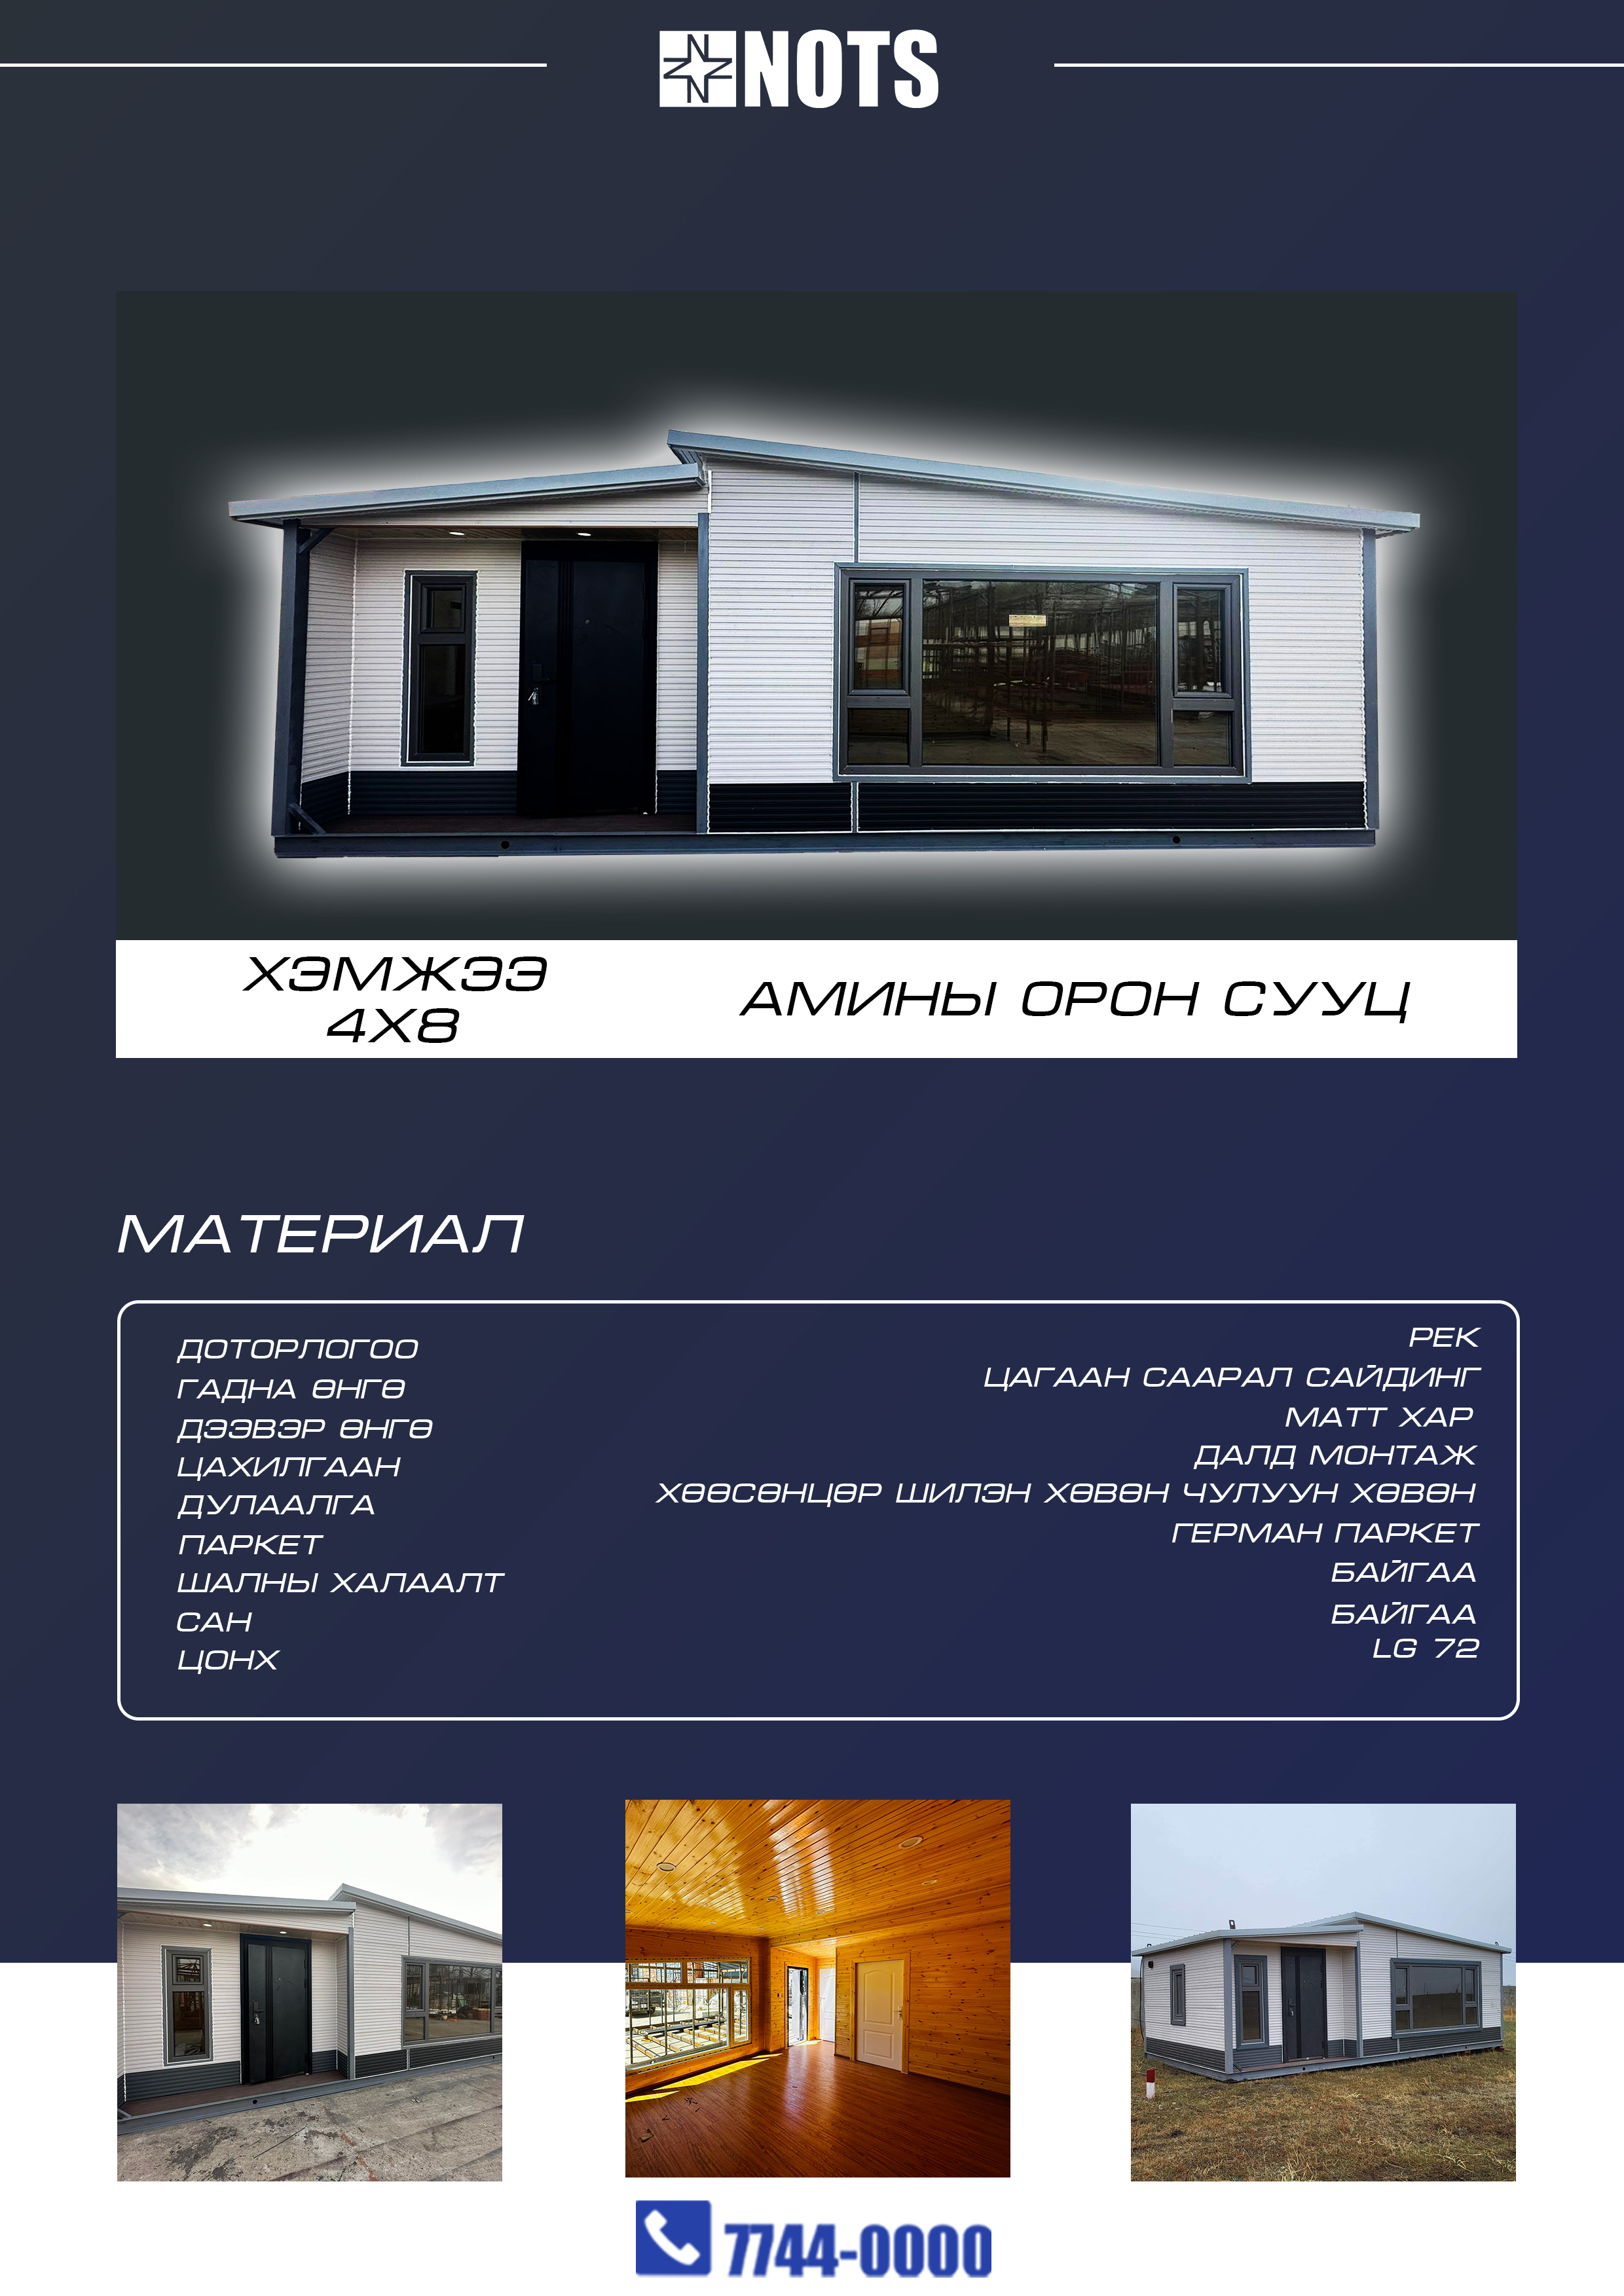 NOTS
ХЭМЖЭЭ
4X8
АМИНЫ ОРОН СУУЦ
МАТЕРИАЛ
ДОТОРЛОГОО РЕК
ГАДНА ӨНГӨ ЦАГААН СААРАЛ САЙДИНГ
ДЭЭВЭР ӨНГӨ МАТТ ХАР
ЦАХИЛГААН ДАЛД МОНТАЖ
ДУЛААЛГА ХӨӨСӨНЦӨР ШИЛЭН ХӨВӨН ЧУЛУУН ХӨВӨН
ПАРКЕТ ГЕРМАН ПАРКЕТ
ШАЛНЫ ХАЛААЛТ БАЙГАА
САН БАЙГАА
ЦОНХ LG 72
7744-0000